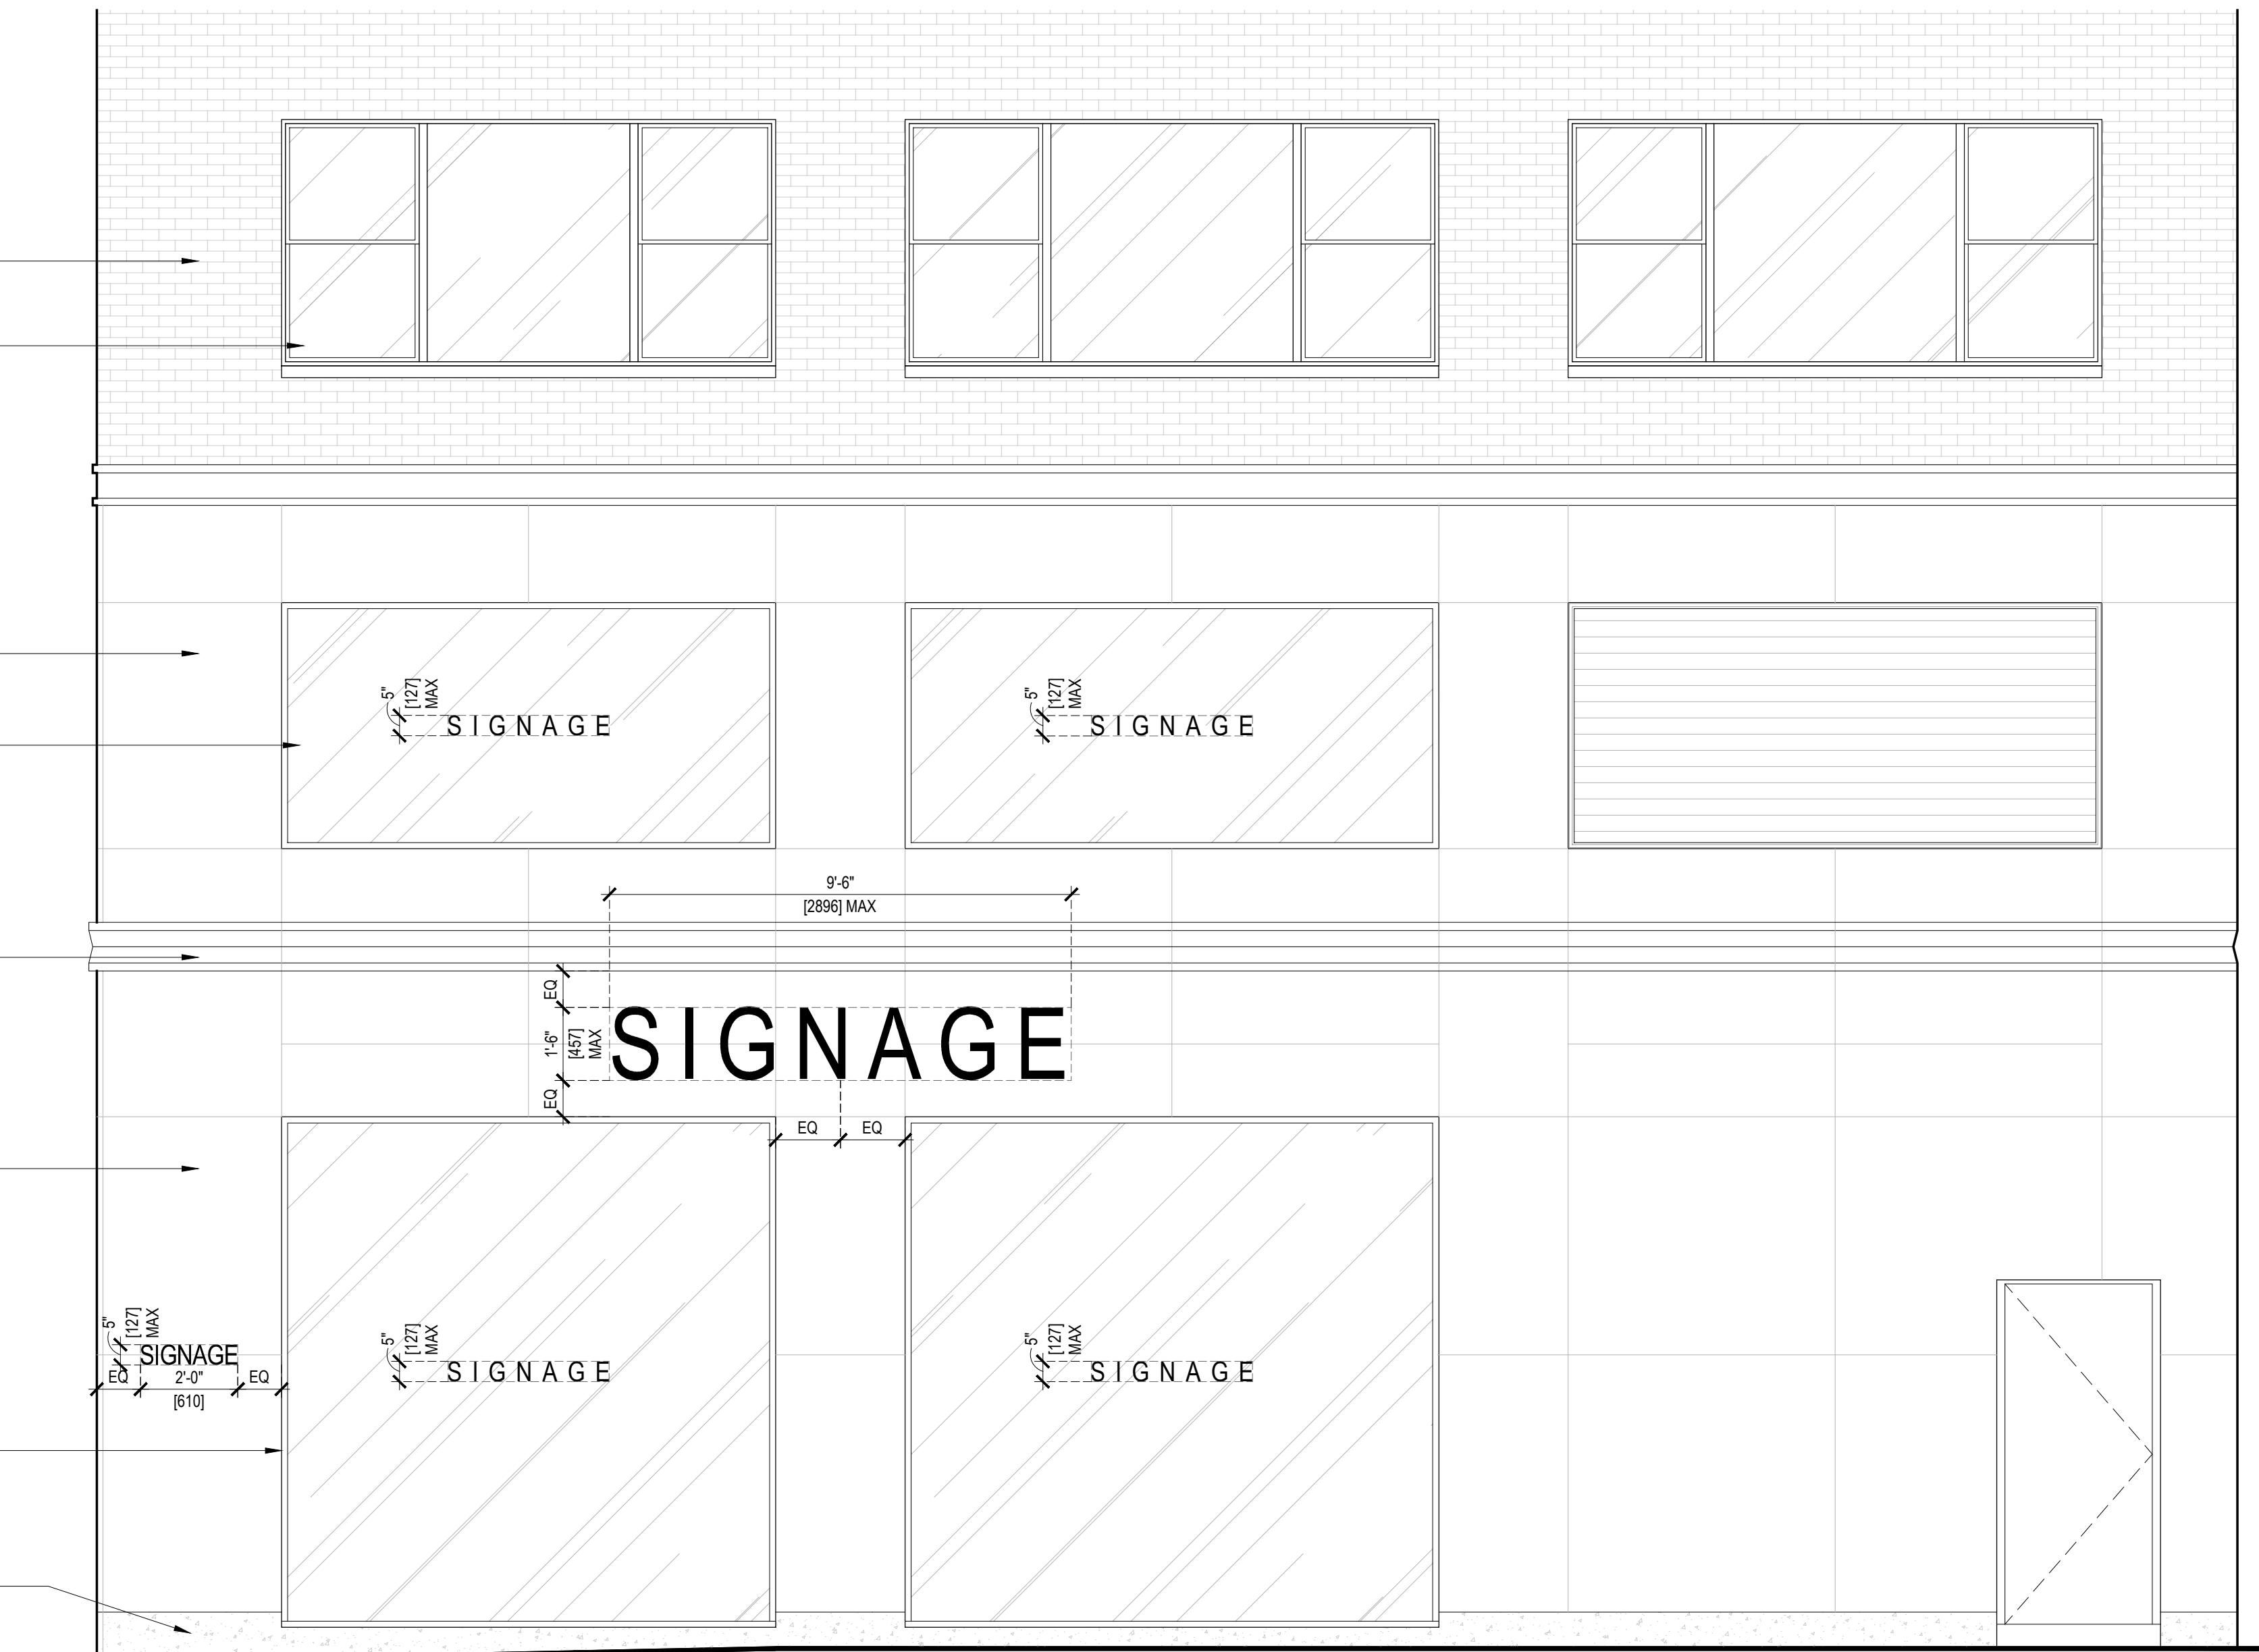 5"
[127]
MAX
SIGNAGE
5"
[127]
MAX
SIGNAGE
9'-6"
[2896] MAX
EQ
1'-6"
[457]
MAX
EQ
SIGNAGE
EQ
EQ
5"
[127]
MAX
SIGNAGE
EQ
2'-0"
[610]
EQ
5"
[127]
MAX
SIGNAGE
5"
[127]
MAX
SIGNAGE